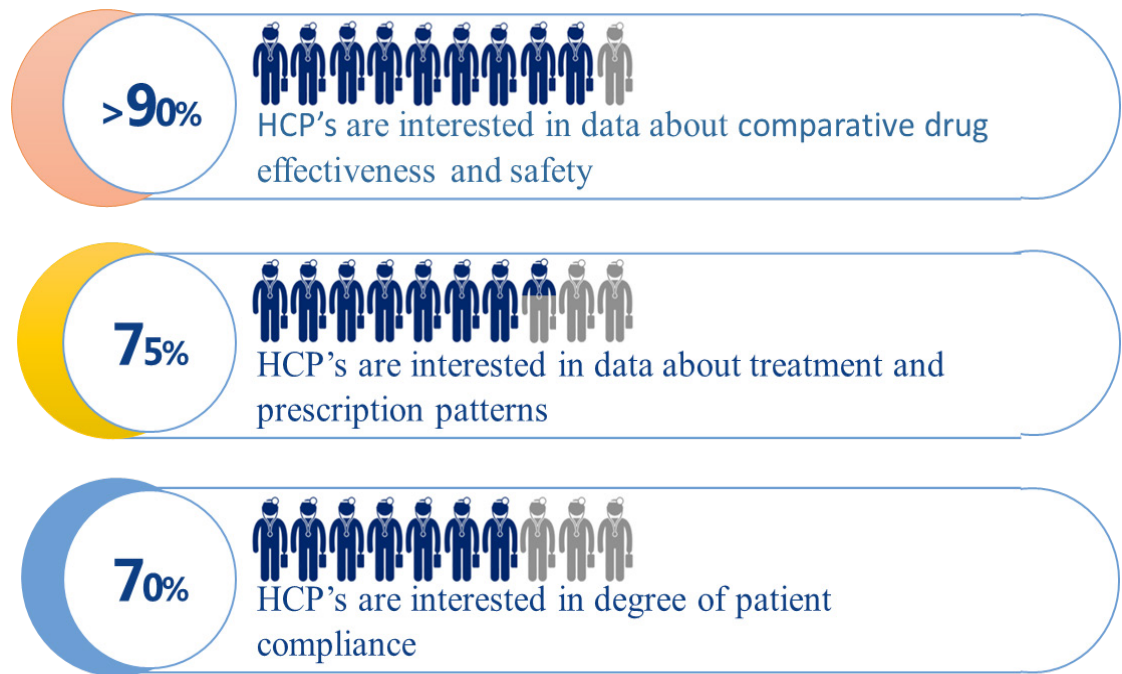 >90%
HCP’s are interested in data about comparative drug
effectiveness and safety
75%
HCP’s are interested in data about treatment and
prescription patterns
70%
HCP’s are interested in degree of patient
compliance